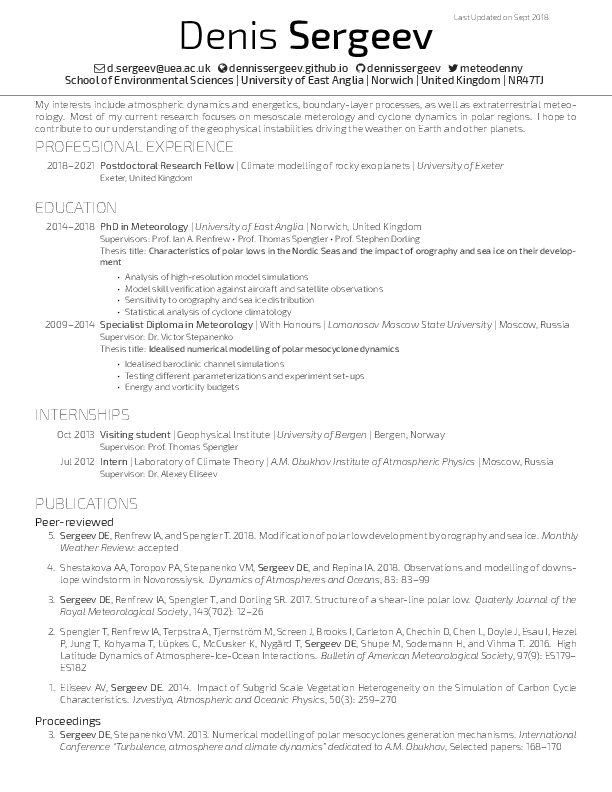 Last Updated on Sept 2018
Denis Sergeev
d.sergeev@uea.ac.uk dennissergeev.github.io dennissergeev meteodenny
School of Environmental Sciences | University of East Anglia | Norwich | United Kingdom | NR47TJ
My interests include atmospheric dynamics and energetics, boundary-layer processes, as well as extraterrestrial meteo-
rology. Most of my current research focuses on mesoscale meterology and cyclone dynamics in polar regions. I hope to
contribute to our understanding of the geophysical instabilities driving the weather on Earth and other planets.
PROFESSIONAL EXPERIENCE
2018–2021 Postdoctoral Research Fellow | Climate modelling of rocky exoplanets | University of Exeter
Exeter, United Kingdom
EDUCATION
2014–2018 PhD in Meteorology | University of East Anglia | Norwich, United Kingdom
Supervisors: Prof. Ian A. Renfrew • Prof. Thomas Spengler • Prof. Stephen Dorling
Thesis title: Characteristics of polar lows in the Nordic Seas and the impact of orography and sea ice on their develop-
ment
• Analysis of high-resolution model simulations
• Model skill verification against aircraft and satellite observations
• Sensitivity to orography and sea ice distribution
• Statistical analysis of cyclone climatology
2009–2014 Specialist Diploma in Meteorology | With Honours | Lomonosov Moscow State University | Moscow, Russia
Supervisor: Dr. Victor Stepanenko
Thesis title: Idealised numerical modelling of polar mesocyclone dynamics
• Idealised baroclinic channel simulations
• Testing different parameterizations and experiment set-ups
• Energy and vorticity budgets
INTERNSHIPS
Oct 2013 Visiting student | Geophysical Institute | University of Bergen | Bergen, Norway
Supervisor: Prof. Thomas Spengler
Jul 2012 Intern | Laboratory of Climate Theory | A.M. Obukhov Institute of Atmospheric Physics | Moscow, Russia
Supervisor: Dr. Alexey Eliseev
PUBLICATIONS
Peer-reviewed
5. Sergeev DE, Renfrew IA, and Spengler T. 2018. Modification of polar low development by orography and sea ice. Monthly
Weather Review: accepted
4. Shestakova AA, Toropov PA, Stepanenko VM, Sergeev DE, and Repina IA. 2018. Observations and modelling of downs-
lope windstorm in Novorossiysk. Dynamics of Atmospheres and Oceans, 83: 83–99
3. Sergeev DE, Renfrew IA, Spengler T, and Dorling SR. 2017. Structure of a shear-line polar low. Quaterly Journal of the
Royal Meteorological Society, 143(702): 12–26
2. Spengler T, Renfrew IA, Terpstra A, Tjernström M, Screen J, Brooks I, Carleton A, Chechin D, Chen L, Doyle J, Esau I, Hezel
P, Jung T, Kohyama T, Lüpkes C, McCusker K, Nygård T, Sergeev DE, Shupe M, Sodemann H, and Vihma T. 2016. High
Latitude Dynamics of Atmosphere-Ice-Ocean Interactions. Bulletin of American Meteorological Society, 97(9): ES179–
ES182
1. Eliseev AV, Sergeev DE. 2014. Impact of Subgrid Scale Vegetation Heterogeneity on the Simulation of Carbon Cycle
Characteristics. Izvestiya, Atmospheric and Oceanic Physics, 50(3): 259–270
Proceedings
3. Sergeev DE, Stepanenko VM. 2013. Numerical modelling of polar mesocyclones generation mechanisms. International
Conference "Turbulence, atmosphere and climate dynamics" dedicated to A.M. Obukhov, Selected papers: 168–170